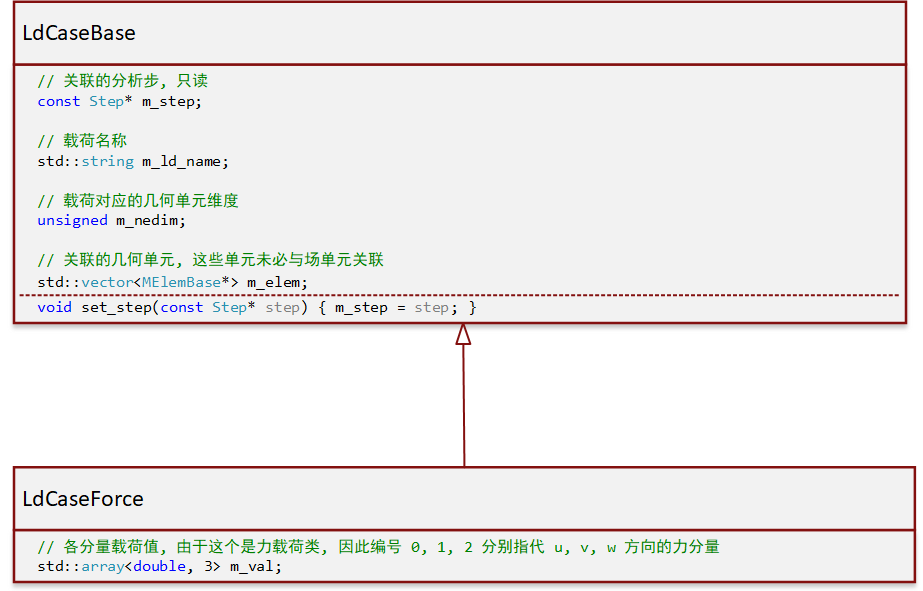 LdCaseBase
// 关联的分析步, 只读
const Step* m_step;
// 载荷名称
std::string m_ld_name;
// 载荷对应的几何单元维度
unsigned m_nedim;
// 关联的几何单元, 这些单元未必与场单元关联
std::vector<MElemBase*> m_elem;
void set_step(const Step* step) { m_step = step; }
LdCaseForce
// 各分量载荷值, 由于这个是力载荷类, 因此编号 0, 1, 2 分别指代 u, v, w 方向的力分量
std::array<double, 3> m_val;